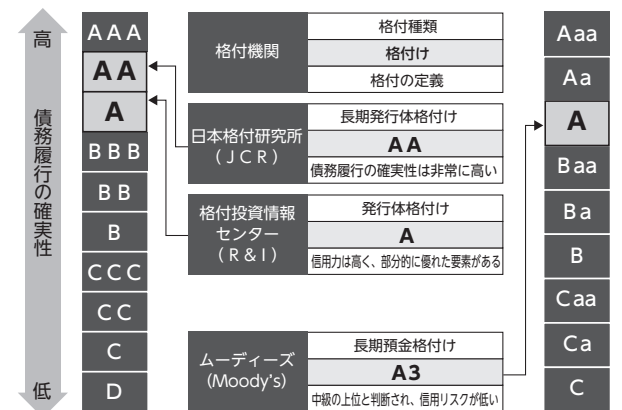 高
債務履行の確実性
低
AAA
AA
A
BBB
BB
B
CCC
CC
C
D
格付機関
格付種類
格付け
格付の定義
日本格付研究所
(JCR)
長期発行体格付け
AA
債務履行の確実性は非常に高い
格付投資情報
センター
(R&I)
発行体格付け
A
信用力は高く、部分的に優れた要素がある
ムーディーズ
(Moody's)
長期預金格付け
A3
中級の上位と判断され、信用リスクが低い
Aaa
Aa
A
Baa
Ba
B
Caa
Ca
C